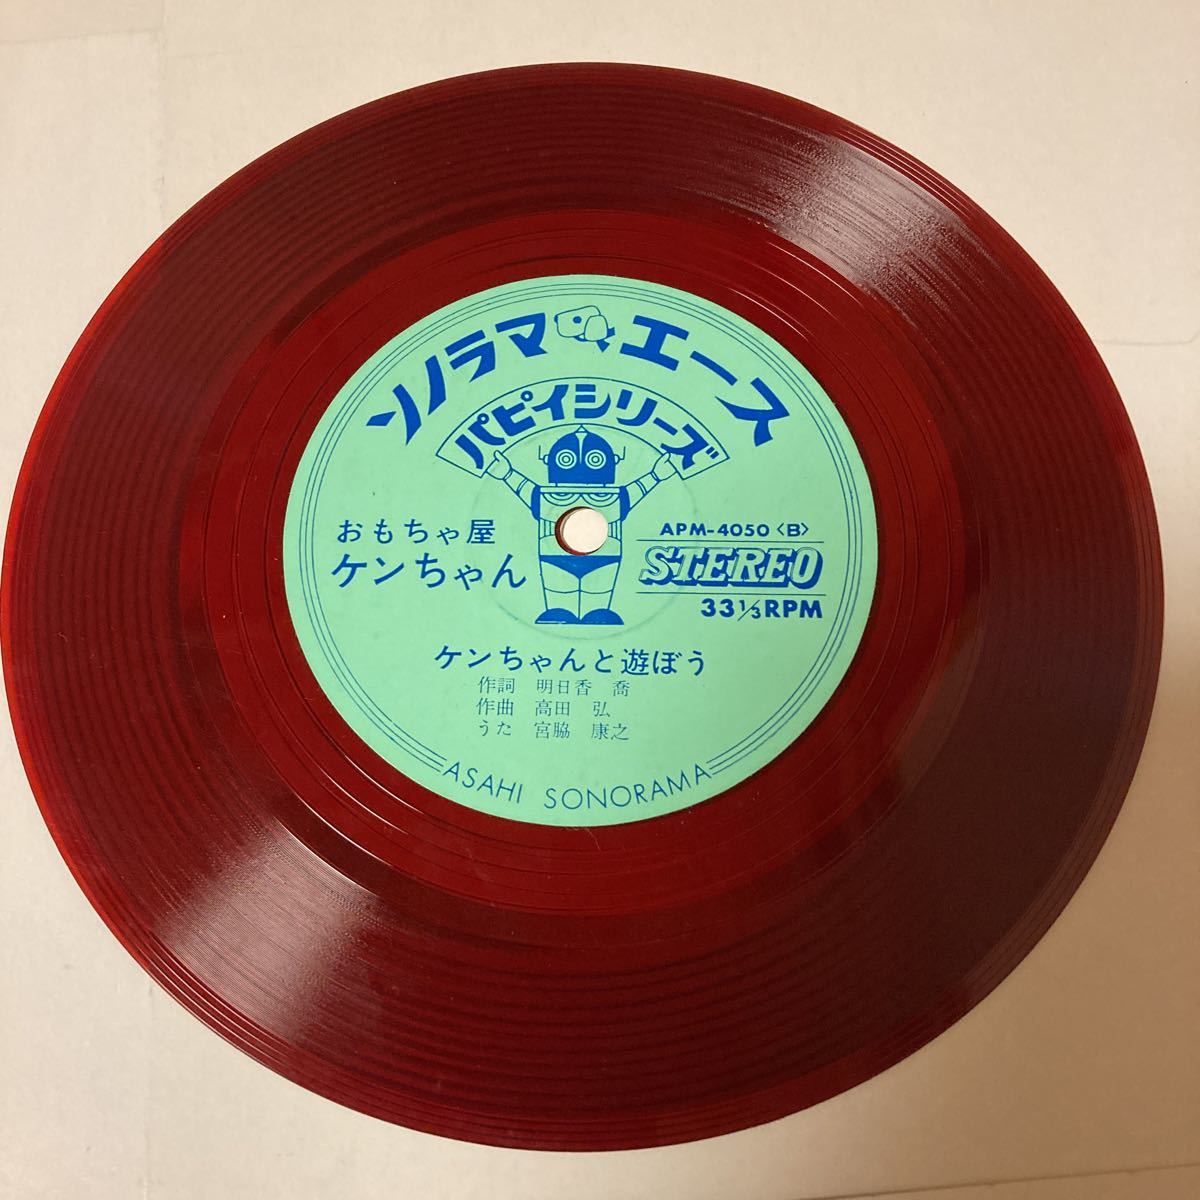 ソノラマエース
パピイシリーズ
おもちゃ屋
ケンちゃん
APM-4050〈B〉
STEREO
33⅓RPM
ケンちゃんと遊ぼう
作詞 明日香 喬
作曲 高田 弘
うた 宮脇 康之
ASAHI SONORAMA